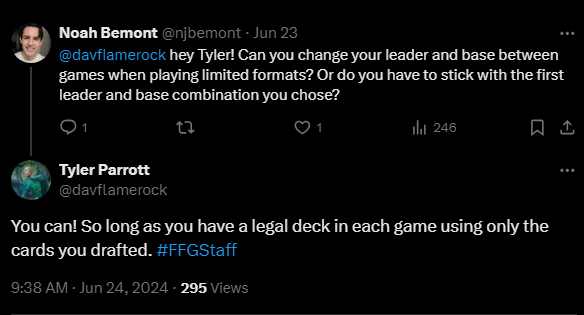 Noah Bemont @njbemont · Jun 23
@davflamerock hey Tyler! Can you change your leader and base between
games when playing limited formats? Or do you have to stick with the first
leader and base combination you chose?
1 1 246
Tyler Parrott
@davflamerock
You can! So long as you have a legal deck in each game using only the
cards you drafted. #FFGStaff
9:38 AM · Jun 24, 2024 · 295 Views